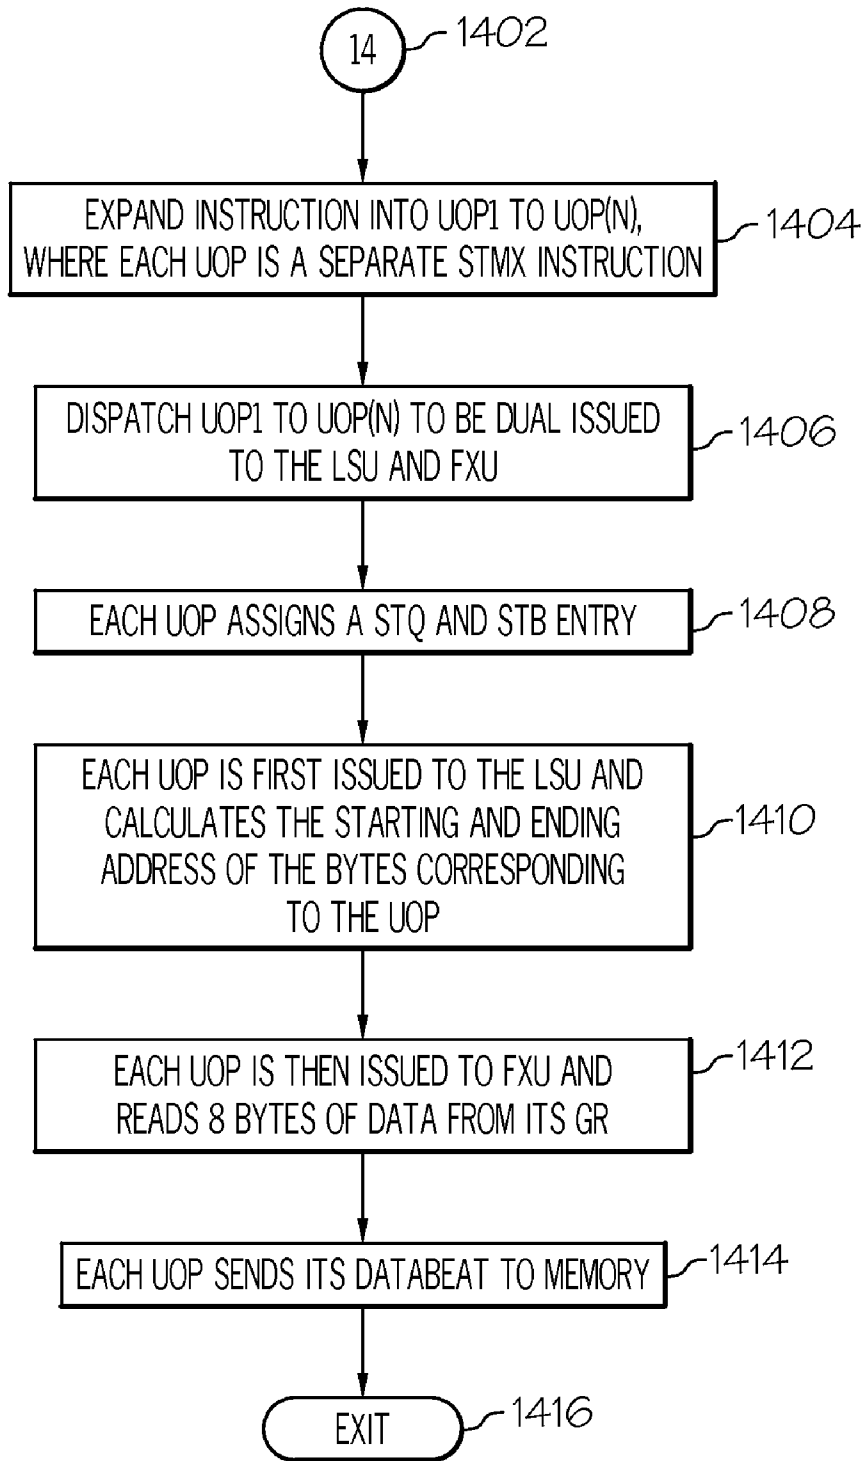 14
1402
EXPAND INSTRUCTION INTO UOP1 TO UOP(N),
WHERE EACH UOP IS A SEPARATE STMX INSTRUCTION
1404
DISPATCH UOP1 TO UOP(N) TO BE DUAL ISSUED
TO THE LSU AND FXU
1406
EACH UOP ASSIGNS A STQ AND STB ENTRY
1408
EACH UOP IS FIRST ISSUED TO THE LSU AND
CALCULATES THE STARTING AND ENDING
ADDRESS OF THE BYTES CORRESPONDING
TO THE UOP
1410
EACH UOP IS THEN ISSUED TO FXU AND
READS 8 BYTES OF DATA FROM ITS GR
1412
EACH UOP SENDS ITS DATABEAT TO MEMORY
1414
EXIT
1416